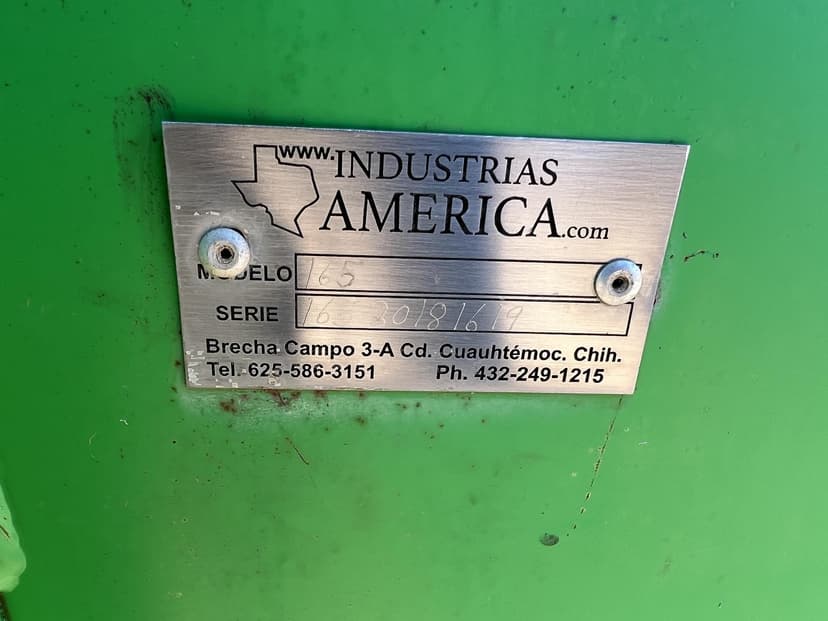 www.INDUSTRIAS
AMERICA.com
MODELO 165
SERIE 16 20181619
Brecha Campo 3-A Cd. Cuauhtémoc. Chih.
Tel. 625-586-3151 Ph. 432-249-1215